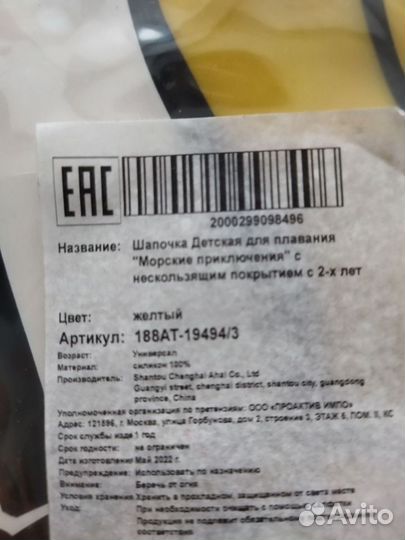 EAC
2000299098496
Название: Шапочка Детская для плавания
"Морские приключения" с
нескользящим покрытием с 2-х лет
Цвет: желтый
Артикул: 188AT-19494/3
Возраст: Универсал
Материал: силикон 100%
Производитель: Shantou Chenghai Ahai Co., Ltd
Guangyi street, chenghai district, shantou city, guangdong
province, China
Уполномоченная организация по претензиям: ООО «ПРОАКТИВ ИМПО»
Адрес: 121596, г. Москва, улица Горбунова, дом 2, строение 3, ЭТАЖ 6, ПОМ. II, КС
Срок службы изде 1 год
Срок годности: не ограничен
Дата изготовления Май 2022 г.
Предупреждение: Использовать по назначению
Внимание: Беречь от огня
Условия хранения Хранить в прохладном, защищенном от света месте
Уход: При необходимости очищать с помощью
Продукция не подлежит обязательной
соответствия
Avito